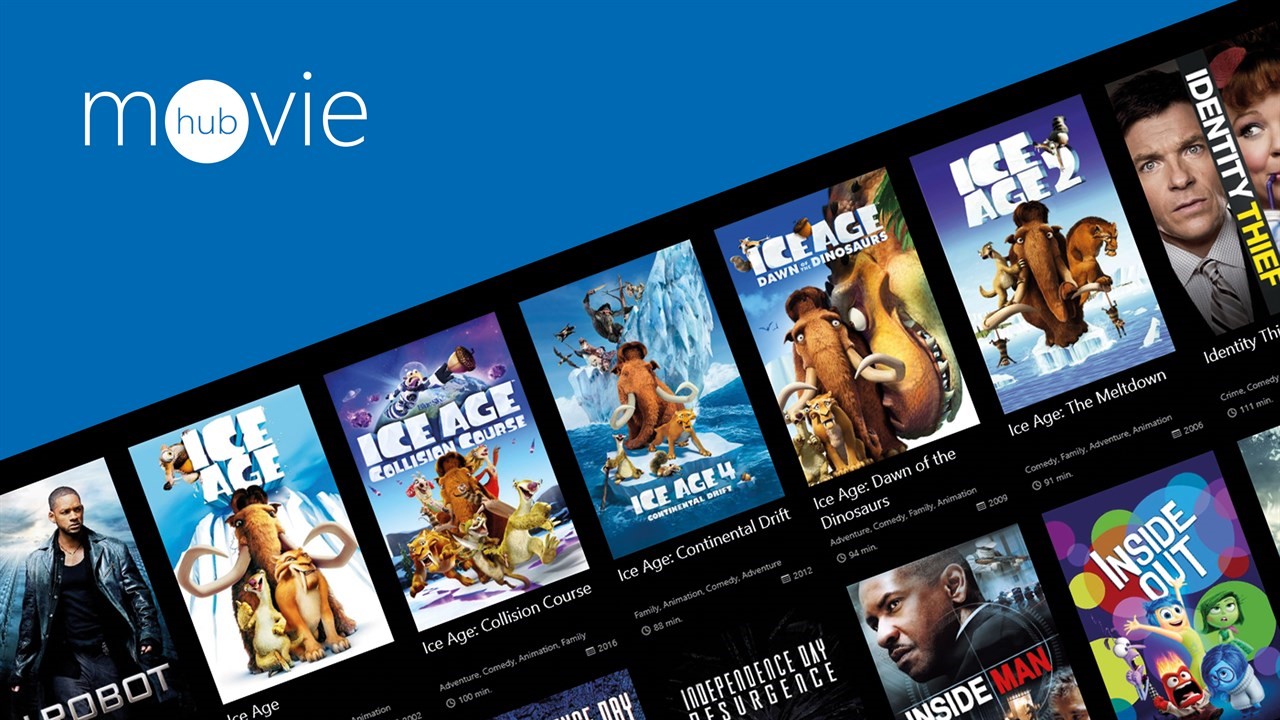 movie
hub
I, ROBOT
ICE
AGE
Ice Age
Animation
2002
ICE AGE
COLLISION COURSE
Ice Age: Collision Course
Adventure, Comedy, Animation, Family
2016
100 min.
ICE AGE 4
CONTINENTAL DRIFT
Ice Age: Continental Drift
Family, Animation, Comedy, Adventure
2012
88 min.
ICE AGE
DAWN OF THE DINOSAURS
Ice Age: Dawn of the
Dinosaurs
Adventure, Comedy, Family, Animation
2009
94 min.
ICE
AGE 2
Ice Age: The Meltdown
Comedy, Family, Adventure, Animation
2006
91 min.
IDENTITY THIEF
Identity Thi
Crime, Comedy
111 min.
NCE DAY
INDEPENDENCE DAY
RESURGENCE
INSIDE MAN
INSIDE
OUT